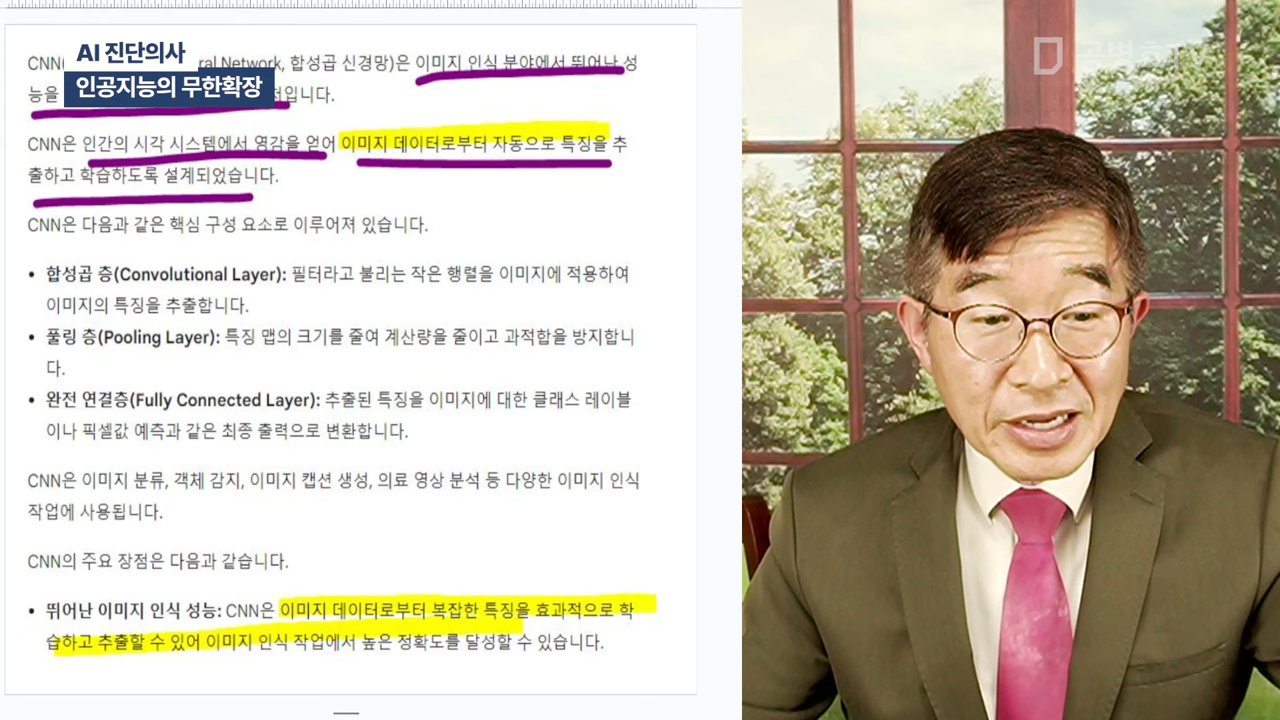 AI 진단의사
인공지능의 무한확장
CNN( ral Network, 합성곱 신경망)은 이미지 인식 분야에서 뛰어난 성
능을 입니다.
CNN은 인간의 시각 시스템에서 영감을 얻어 이미지 데이터로부터 자동으로 특징을 추
출하고 학습하도록 설계되었습니다.
CNN은 다음과 같은 핵심 구성 요소로 이루어져 있습니다.
• 합성곱 층(Convolutional Layer): 필터라고 불리는 작은 행렬을 이미지에 적용하여
이미지의 특징을 추출합니다.
• 풀링 층(Pooling Layer): 특징 맵의 크기를 줄여 계산량을 줄이고 과적합을 방지합니
다.
• 완전 연결층(Fully Connected Layer): 추출된 특징을 이미지에 대한 클래스 레이블
이나 픽셀값 예측과 같은 최종 출력으로 변환합니다.
CNN은 이미지 분류, 객체 감지, 이미지 캡션 생성, 의료 영상 분석 등 다양한 이미지 인식
작업에 사용됩니다.
CNN의 주요 장점은 다음과 같습니다.
• 뛰어난 이미지 인식 성능: CNN은 이미지 데이터로부터 복잡한 특징을 효과적으로 학
습하고 추출할 수 있어 이미지 인식 작업에서 높은 정확도를 달성할 수 있습니다.